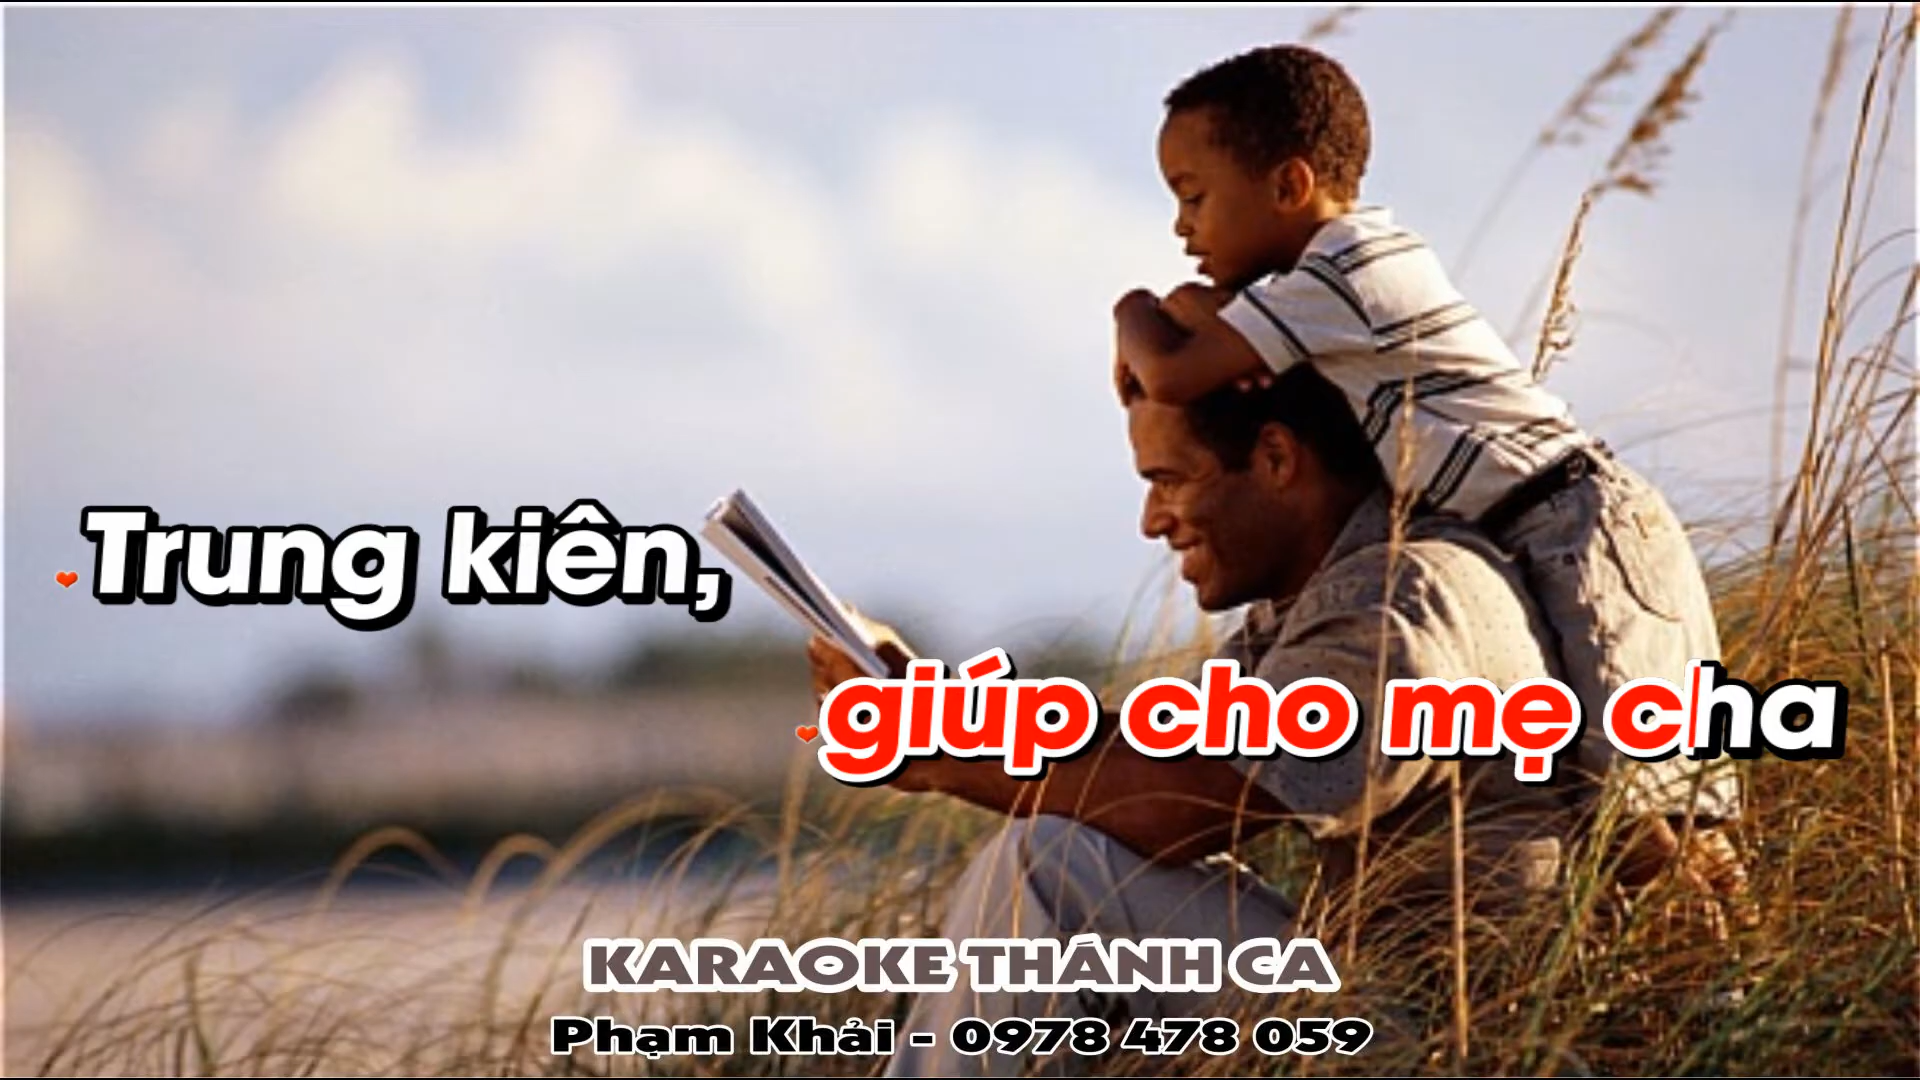 Trung kiên,
giúp cho mẹ cha
KARAOKE THÁNH CA
Phạm Khải - 0978 478 059